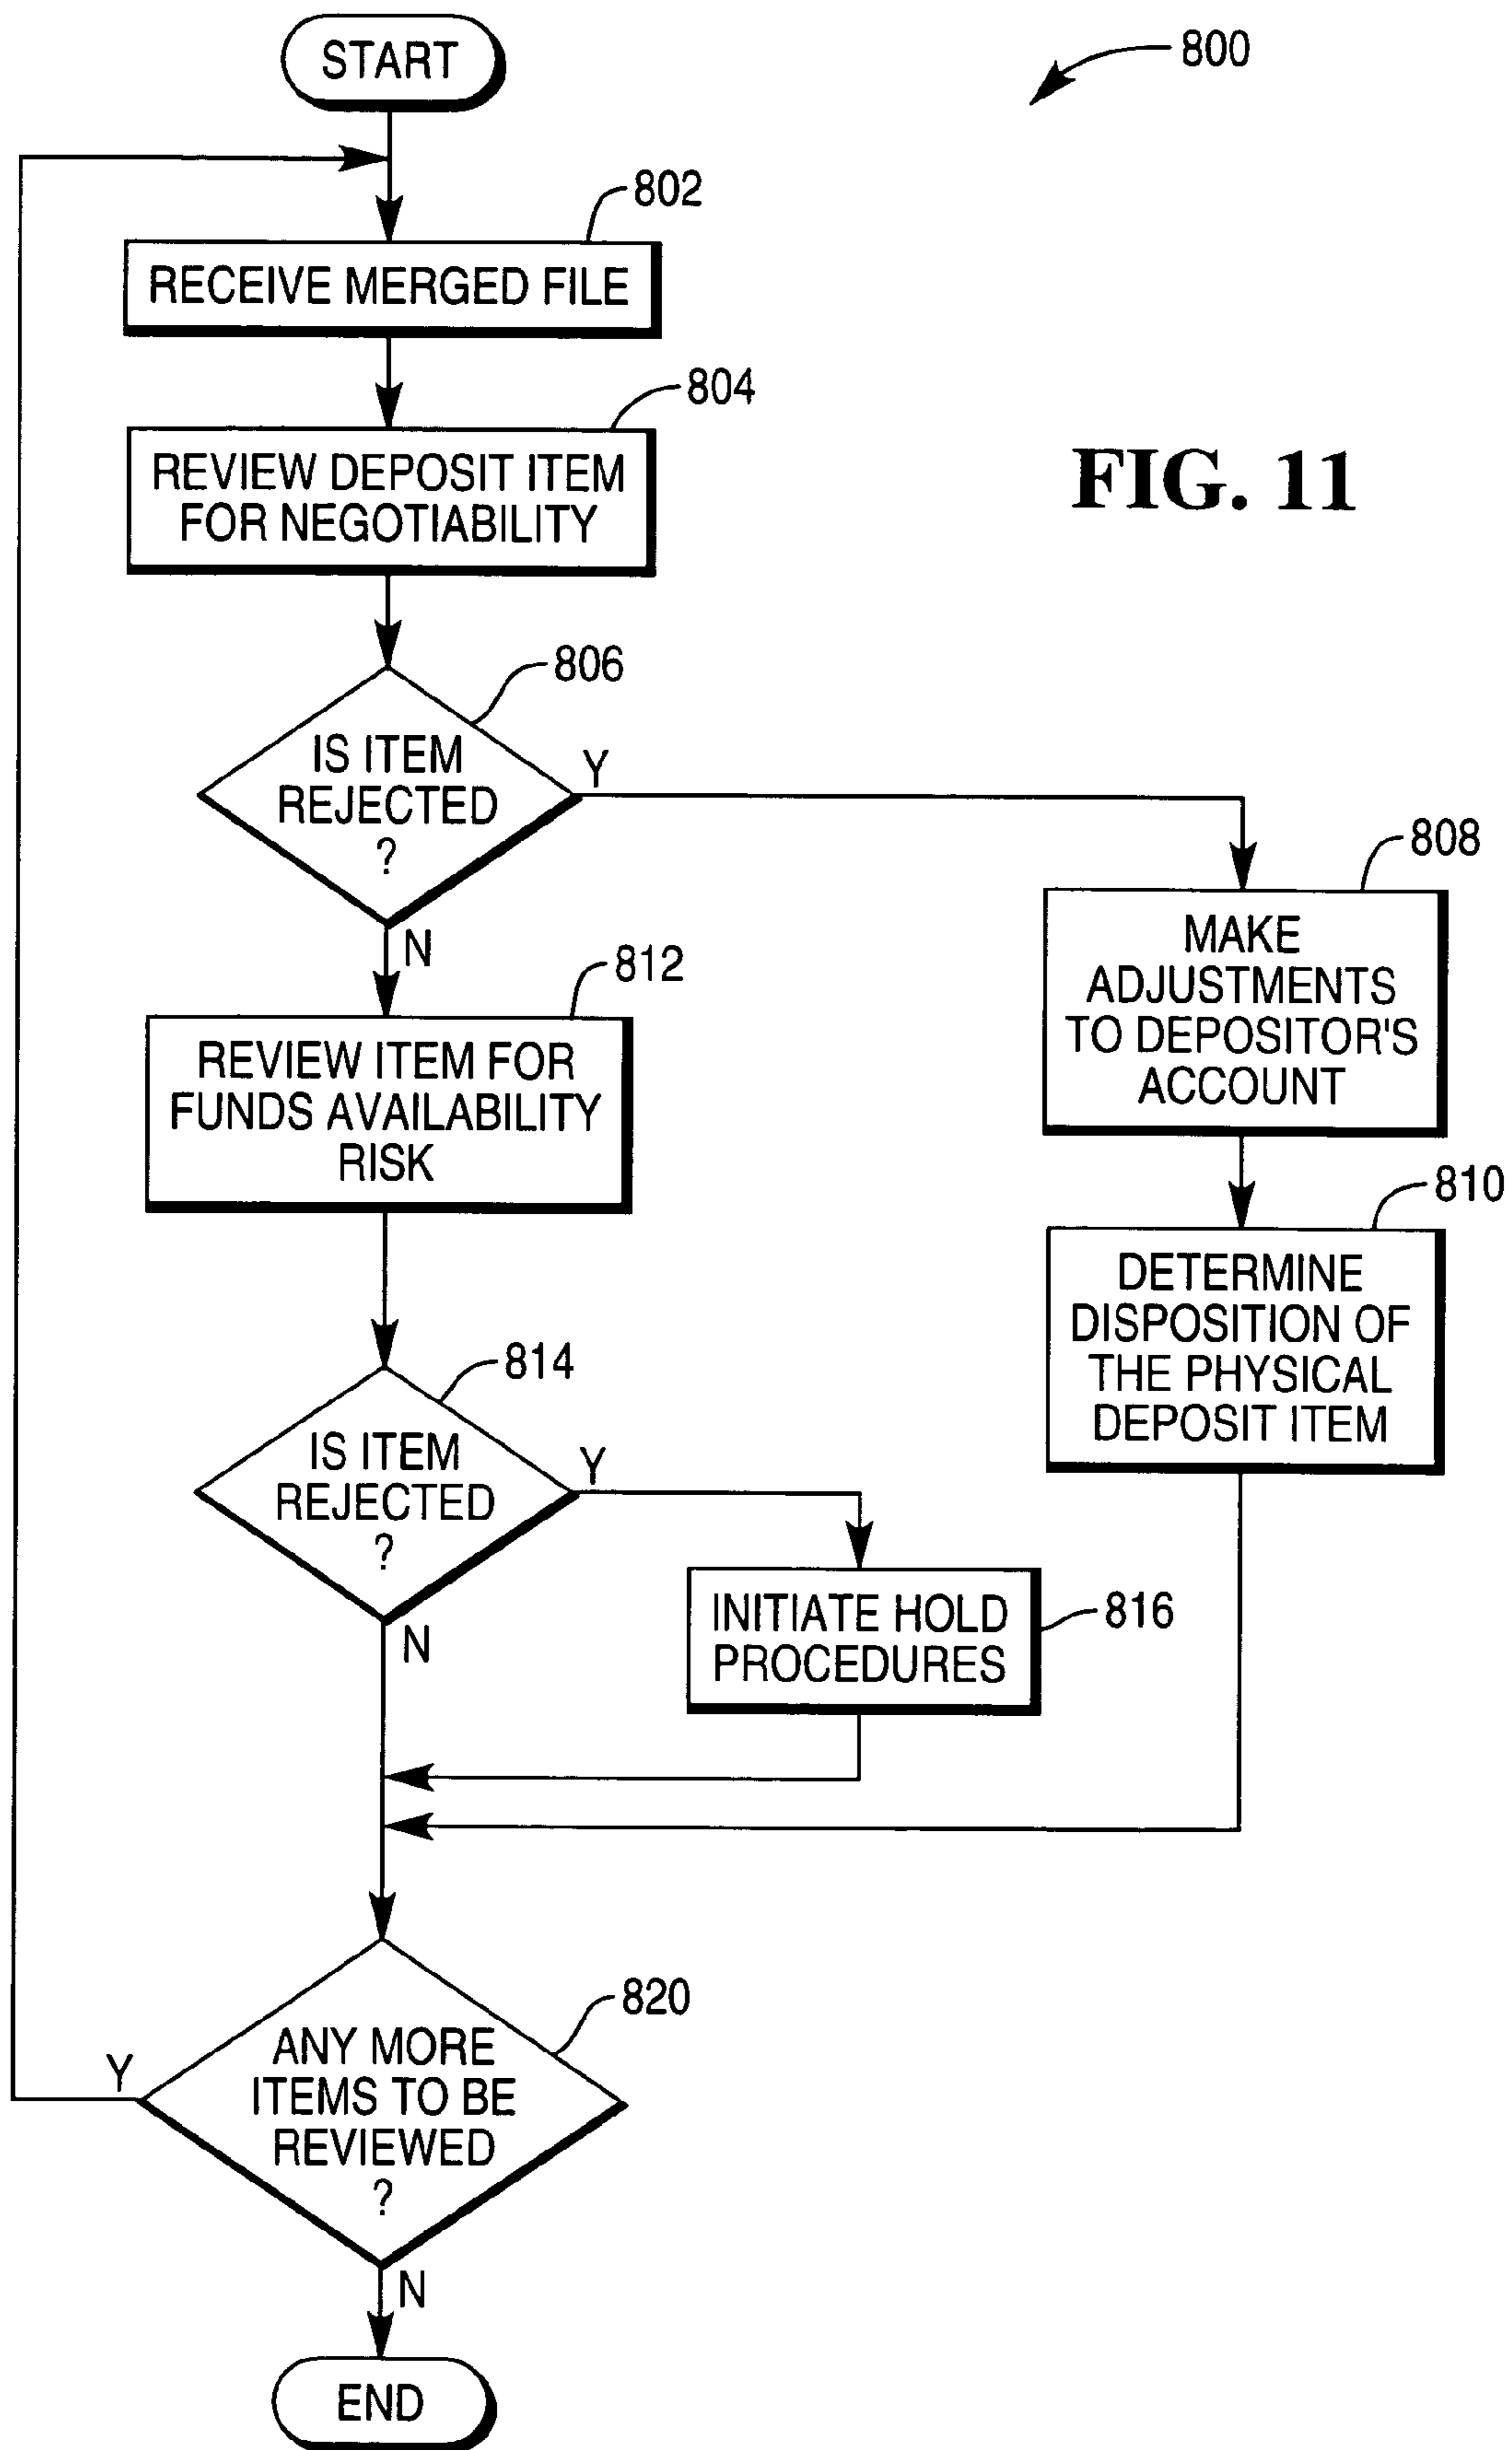 START
800
802
RECEIVE MERGED FILE
804
REVIEW DEPOSIT ITEM
FOR NEGOTIABILITY
FIG. 11
806
IS ITEM
REJECTED
?
Y
N
808
MAKE
ADJUSTMENTS
TO DEPOSITOR'S
ACCOUNT
812
REVIEW ITEM FOR
FUNDS AVAILABILITY
RISK
810
DETERMINE
DISPOSITION OF
THE PHYSICAL
DEPOSIT ITEM
814
IS ITEM
REJECTED
?
Y
N
INITIATE HOLD
PROCEDURES
816
820
ANY MORE
ITEMS TO BE
REVIEWED
?
Y
N
END